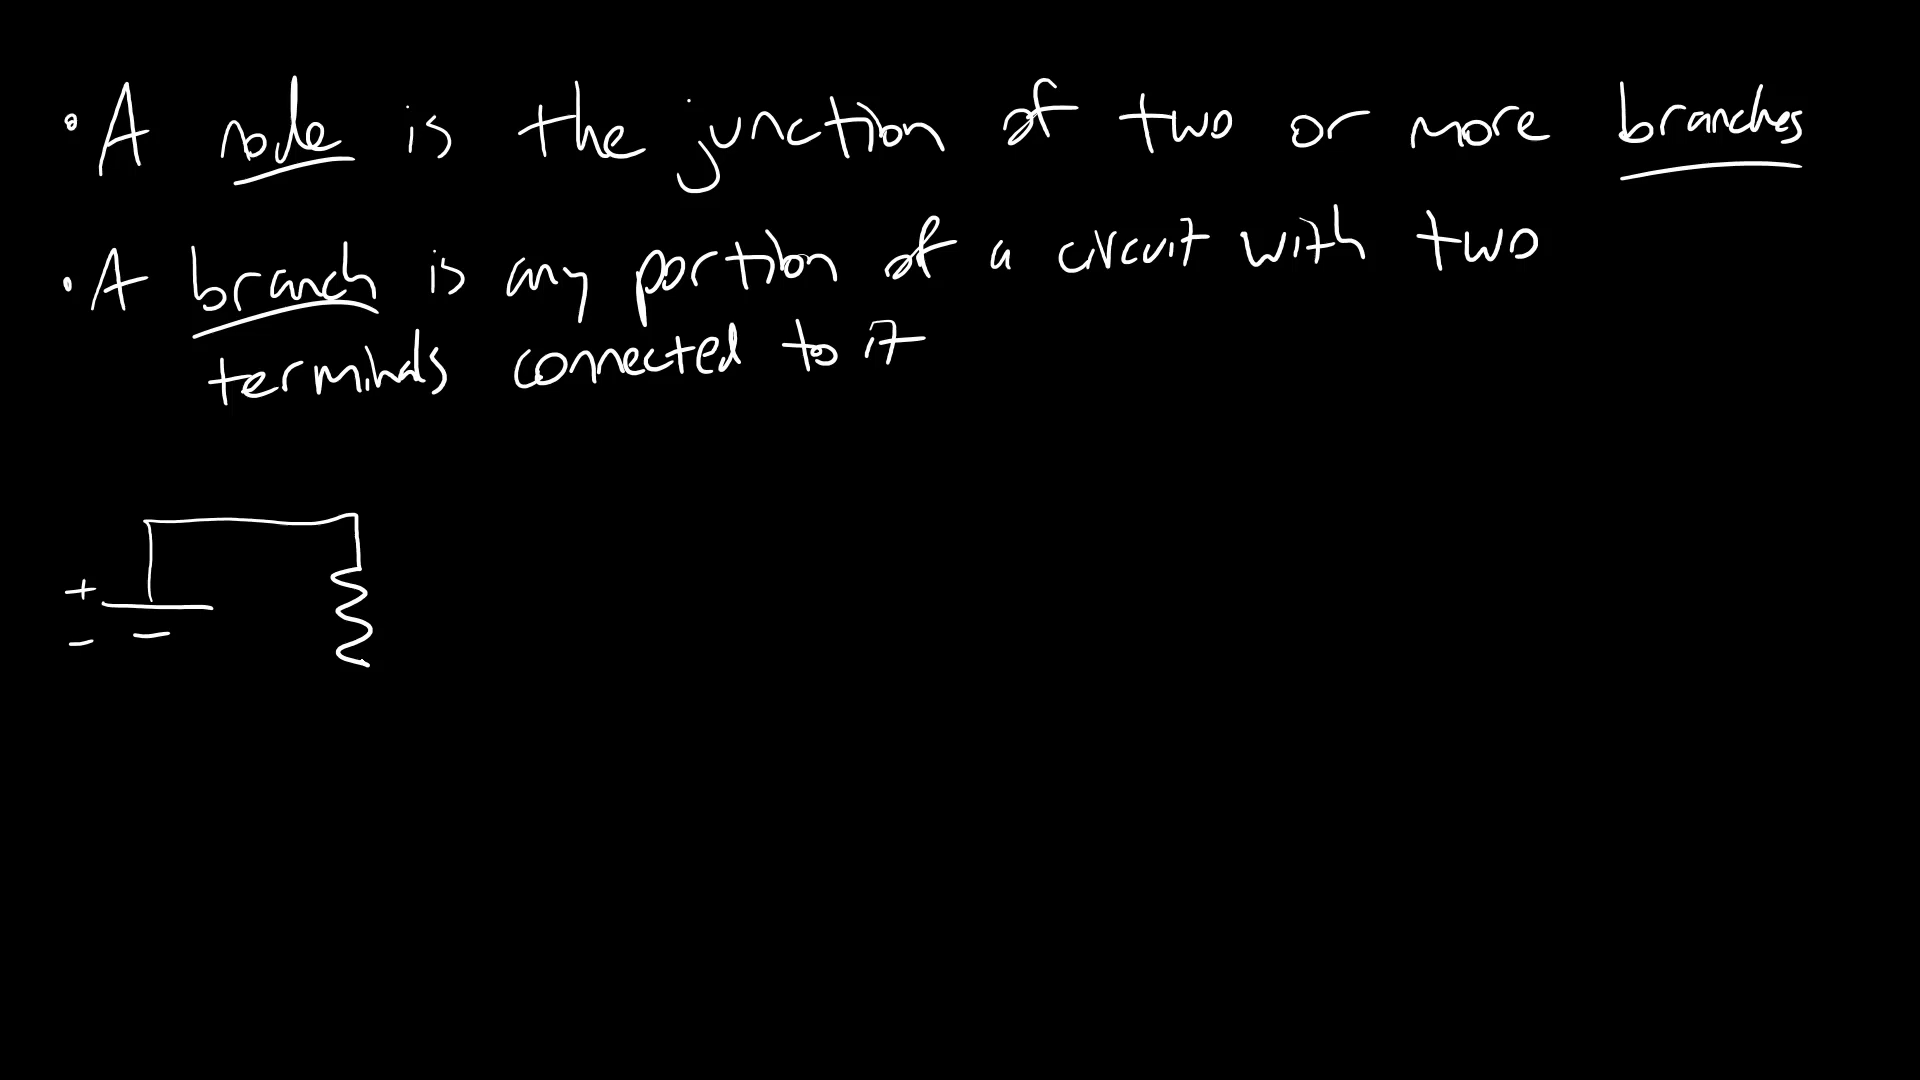 • A node is the junction of two or more branches
• A branch is any portion of a circuit with two
terminals connected to it
+
-